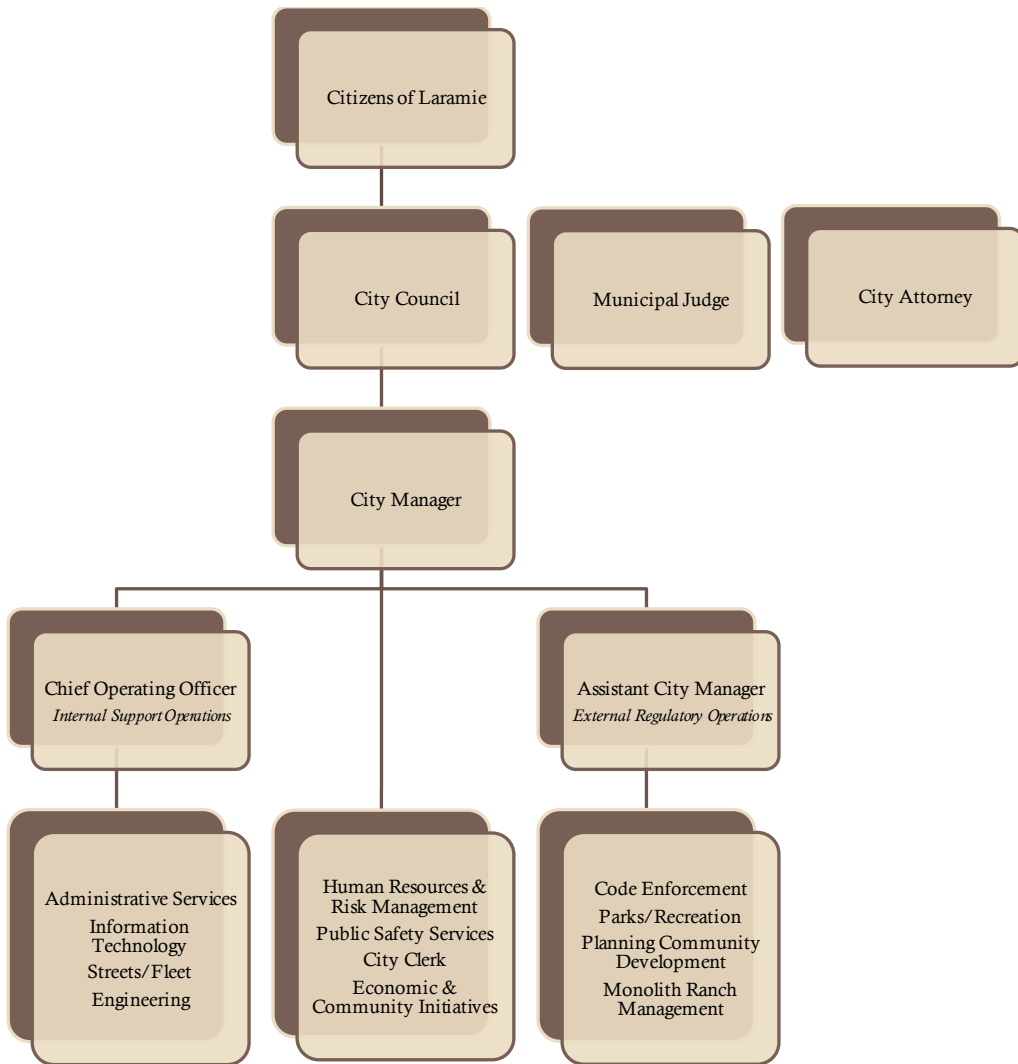 Citizens of Laramie
City Council
Municipal Judge
City Attorney
City Manager
Chief Operating Officer
Internal Support Operations
Assistant City Manager
External Regulatory Operations
Administrative Services
Information
Technology
Streets/Fleet
Engineering
Human Resources &
Risk Management
Public Safety Services
City Clerk
Economic &
Community Initiatives
Code Enforcement
Parks/Recreation
Planning Community
Development
Monolith Ranch
Management